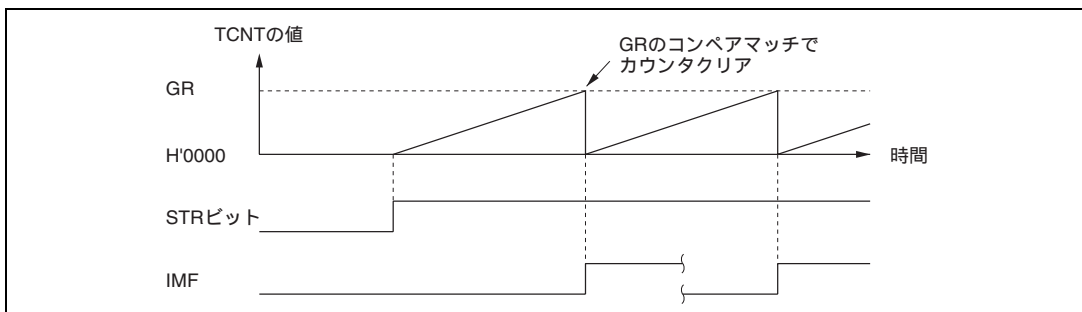 TCNTの値
GRのコンペアマッチで
カウンタクリア
GR
H'0000
時間
STRビット
IMF